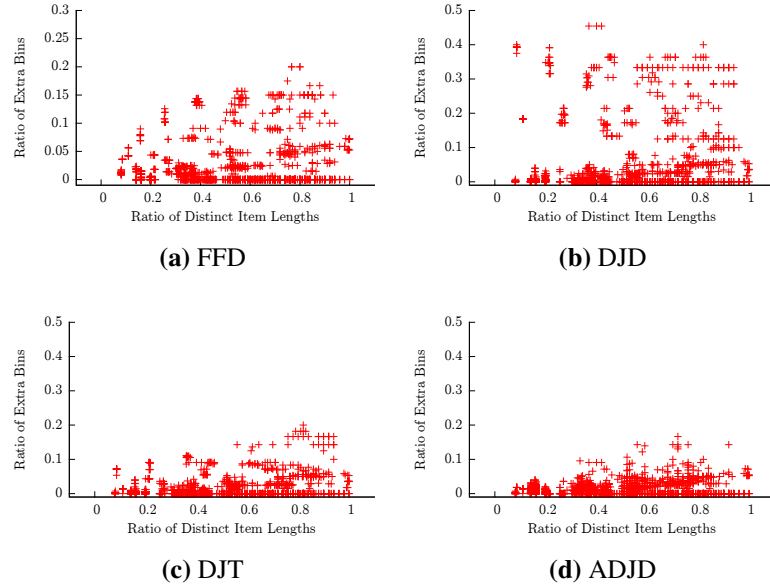 0.3
0.25
0.2
0.15
0.1
0.05
0
0 0.2 0.4 0.6 0.8 1
Ratio of Extra Bins
Ratio of Distinct Item Lengths
(a) FFD
0.5
0.4
0.3
0.2
0.1
0
0 0.2 0.4 0.6 0.8 1
Ratio of Extra Bins
Ratio of Distinct Item Lengths
(b) DJD
0.5
0.4
0.3
0.2
0.1
0
0 0.2 0.4 0.6 0.8 1
Ratio of Extra Bins
Ratio of Distinct Item Lengths
(c) DJT
0.5
0.4
0.3
0.2
0.1
0
0 0.2 0.4 0.6 0.8 1
Ratio of Extra Bins
Ratio of Distinct Item Lengths
(d) ADJD